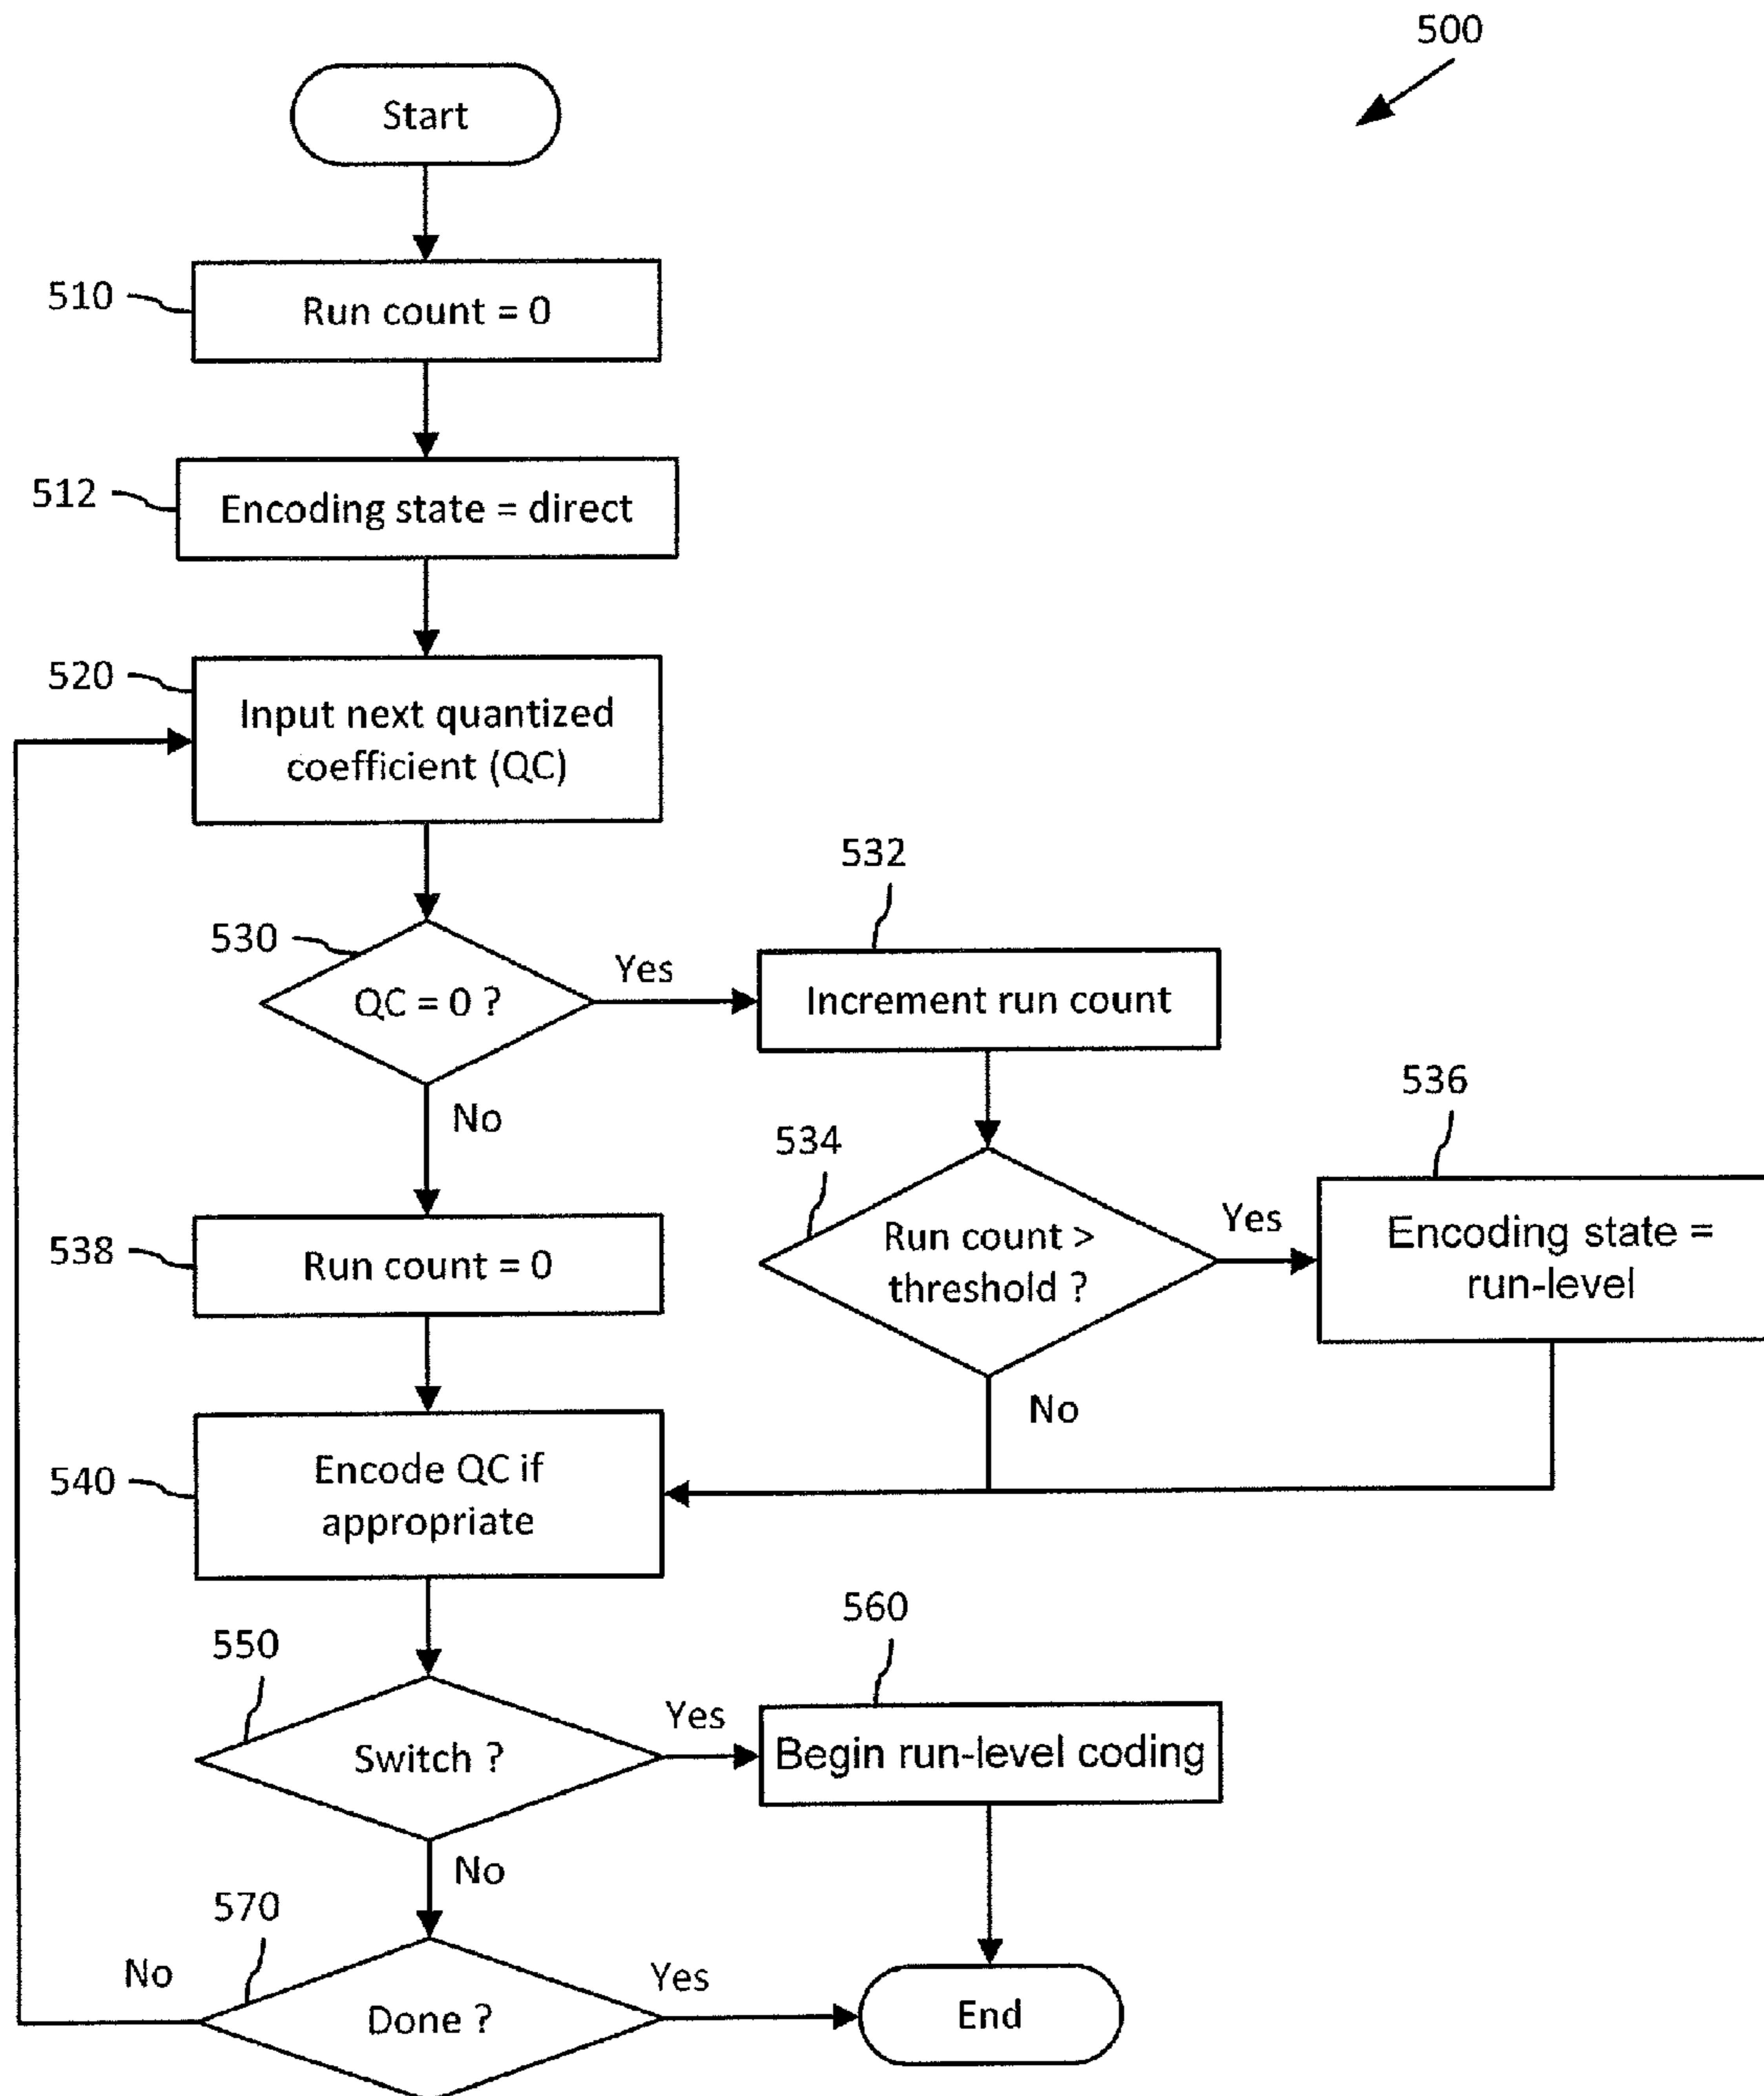 500
Start
510
Run count = 0
512
Encoding state = direct
520
Input next quantized
coefficient (QC)
530
QC = 0 ?
Yes
No
532
Increment run count
534
Run count >
threshold ?
Yes
No
536
Encoding state =
run-level
538
Run count = 0
540
Encode QC if
appropriate
550
Switch ?
Yes
No
560
Begin run-level coding
570
Done ?
No
Yes
End